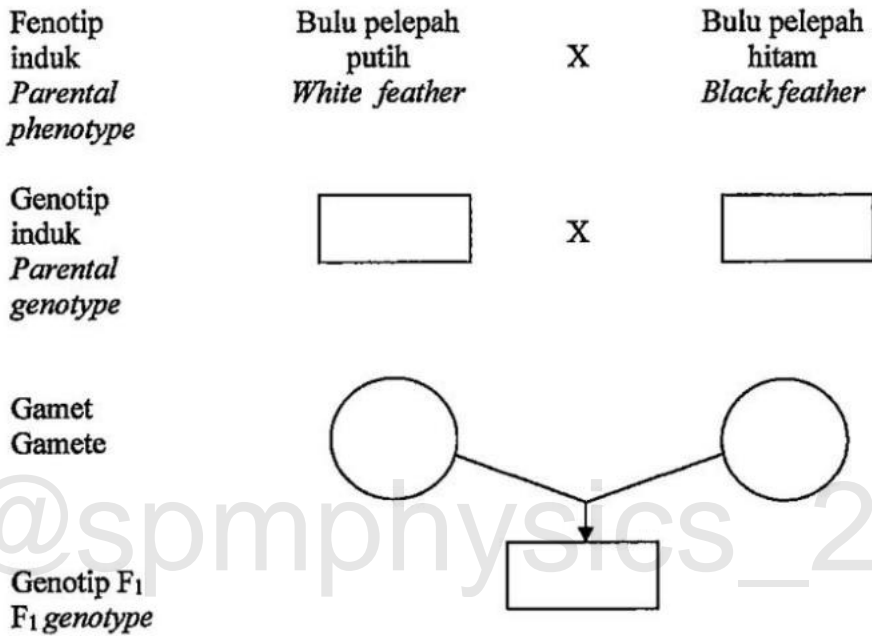 Fenotip
induk
Parental
phenotype
Bulu pelepah
putih
White feather
X
Bulu pelepah
hitam
Black feather
Genotip
induk
Parental
genotype
X
Gamet
Gamete
@spmphysics_2
Genotip F1
F1 genotype